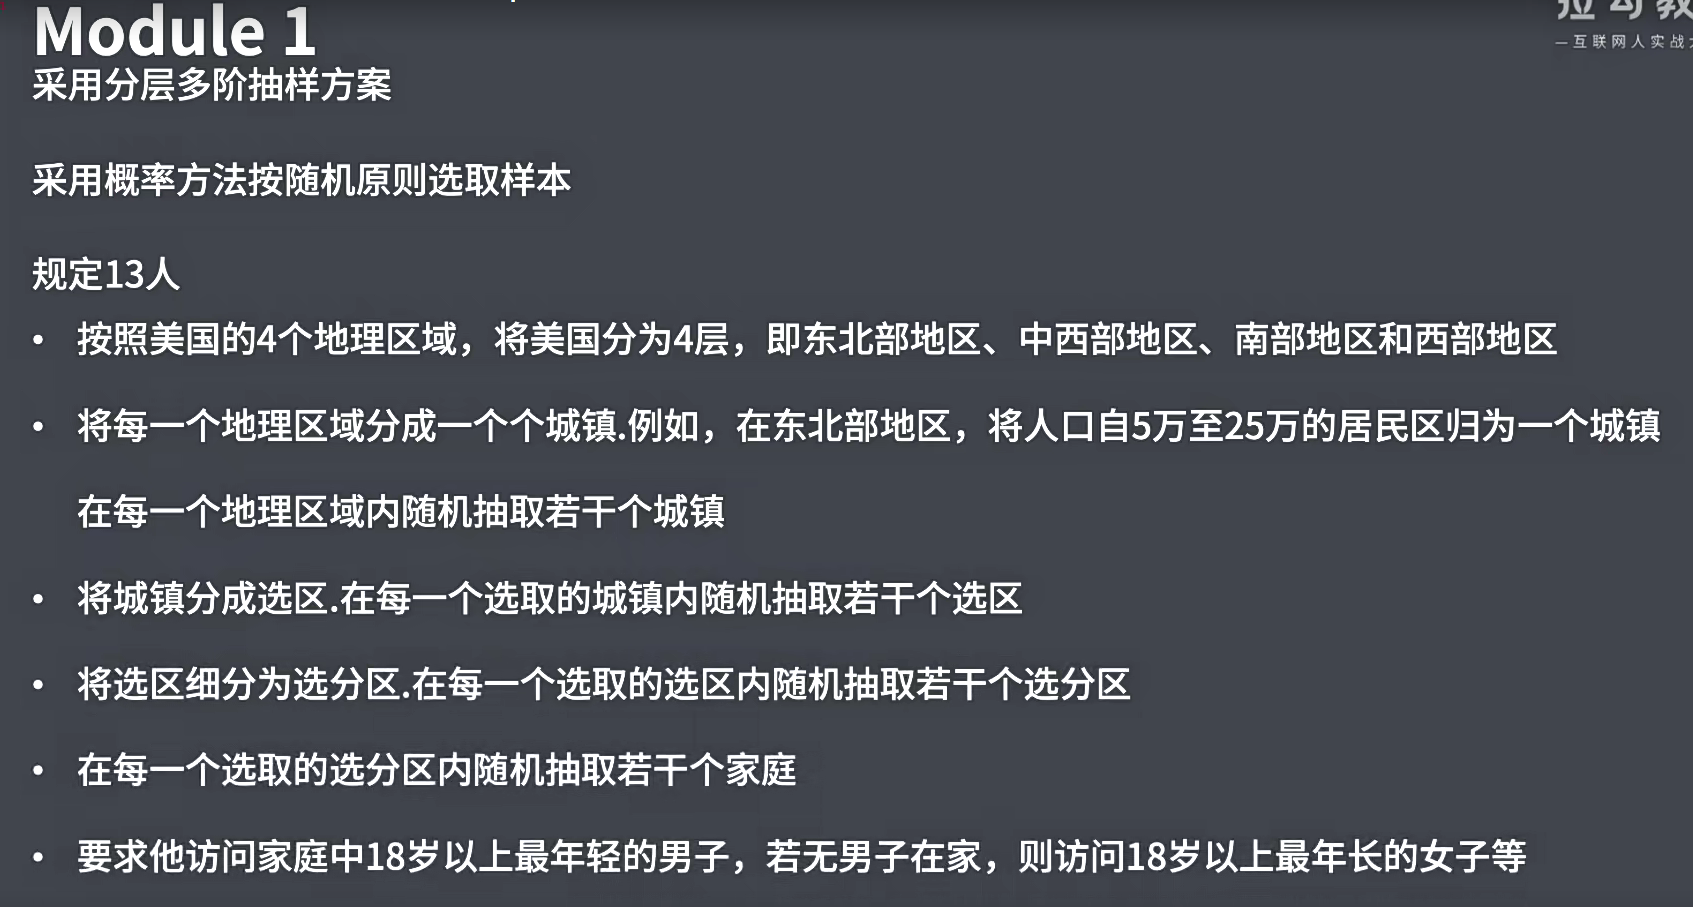 Module 1
采用分层多阶抽样方案
采用概率方法按随机原则选取样本
规定13人
• 按照美国的4个地理区域，将美国分为4层，即东北部地区、中西部地区、南部地区和西部地区
• 将每一个地理区域分成一个个城镇.例如，在东北部地区，将人口自5万至25万的居民区归为一个城镇
在每一个地理区域内随机抽取若干个城镇
• 将城镇分成选区.在每一个选取的城镇内随机抽取若干个选区
• 将选区细分为选分区.在每一个选取的选区内随机抽取若干个选分区
• 在每一个选取的选分区内随机抽取若干个家庭
• 要求他访问家庭中18岁以上最年轻的男子，若无男子在家，则访问18岁以上最年长的女子等
拉勾教
—互联网人实战